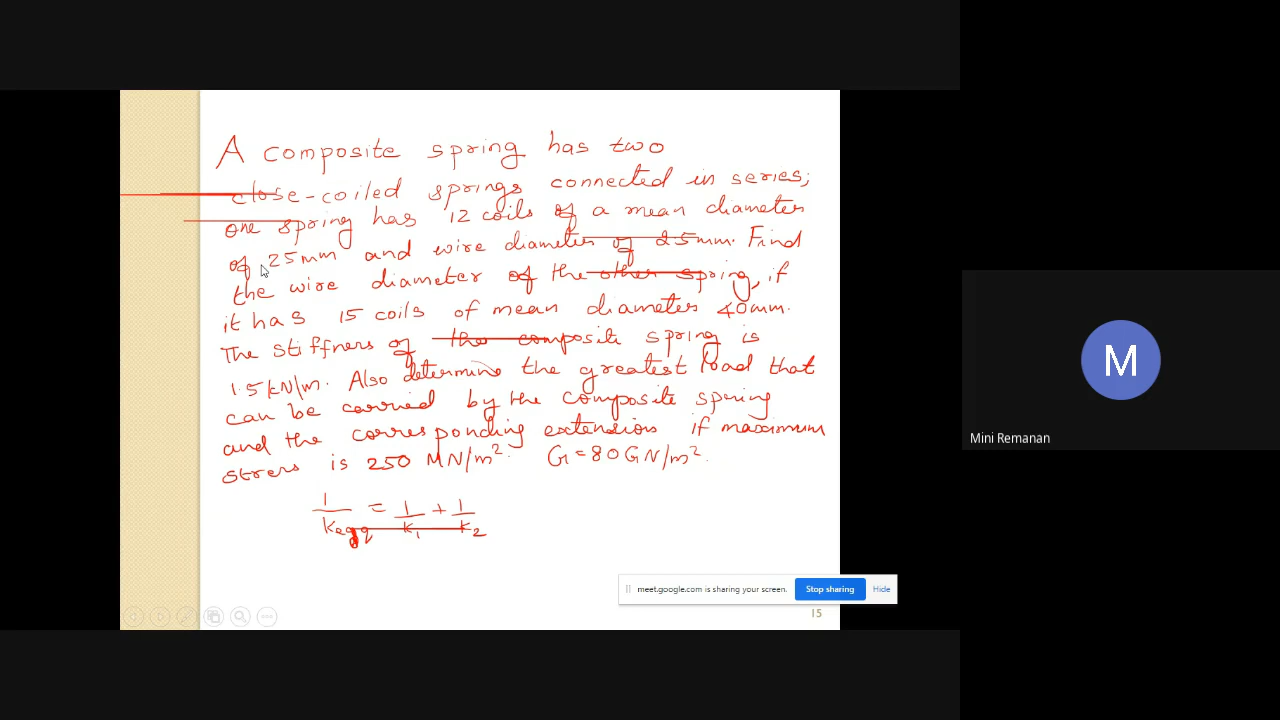 A composite spring has two
close-coiled springs connected in series;
one spring has 12 coils of a mean diameter
of 25mm and wire diameter of 2.5mm. Find
the wire diameter of the other spring, if
it has 15 coils of mean diameter 40mm.
The stiffness of the composite spring is
1.5kN/m. Also determine the greatest load that
can be carried by the composite spring
and the corresponding extension if maximum
stress is 250 MN/m². G=80GN/m².
1/keq = 1/k₁ + 1/k₂
meet.google.com is sharing your screen. Stop sharing Hide
15
M
Mini Remanan